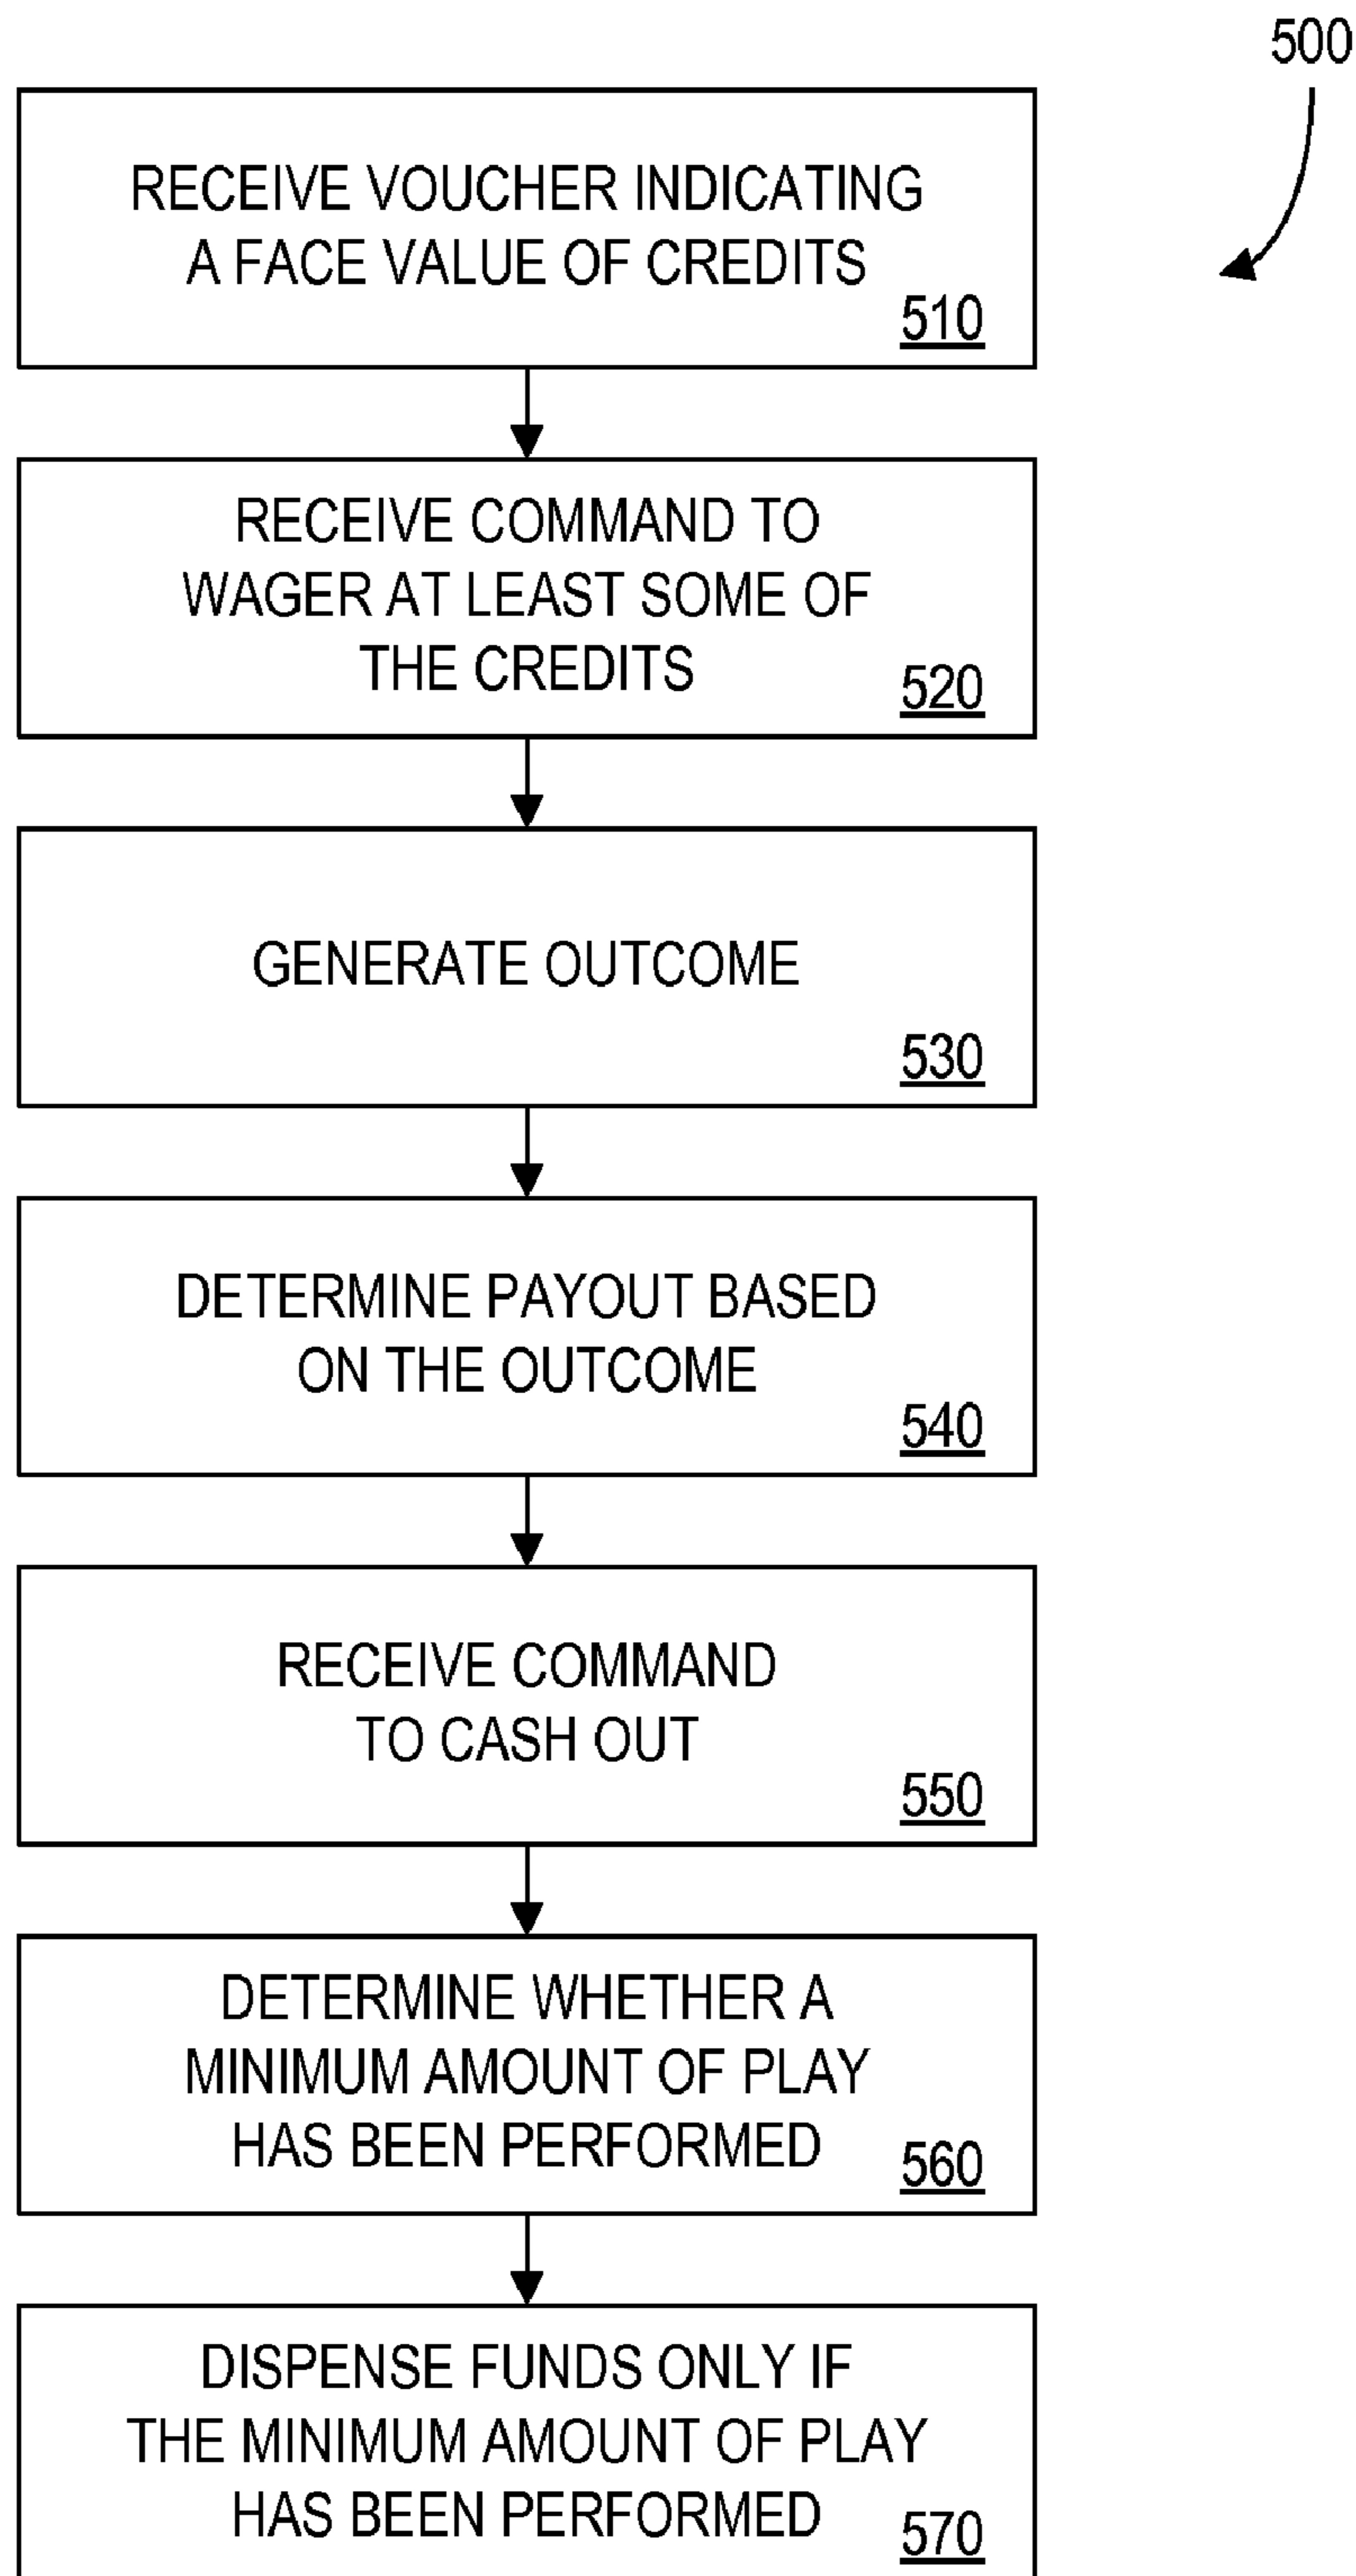 500
RECEIVE VOUCHER INDICATING
A FACE VALUE OF CREDITS
510
RECEIVE COMMAND TO
WAGER AT LEAST SOME OF
THE CREDITS
520
GENERATE OUTCOME
530
DETERMINE PAYOUT BASED
ON THE OUTCOME
540
RECEIVE COMMAND
TO CASH OUT
550
DETERMINE WHETHER A
MINIMUM AMOUNT OF PLAY
HAS BEEN PERFORMED
560
DISPENSE FUNDS ONLY IF
THE MINIMUM AMOUNT OF PLAY
HAS BEEN PERFORMED
570